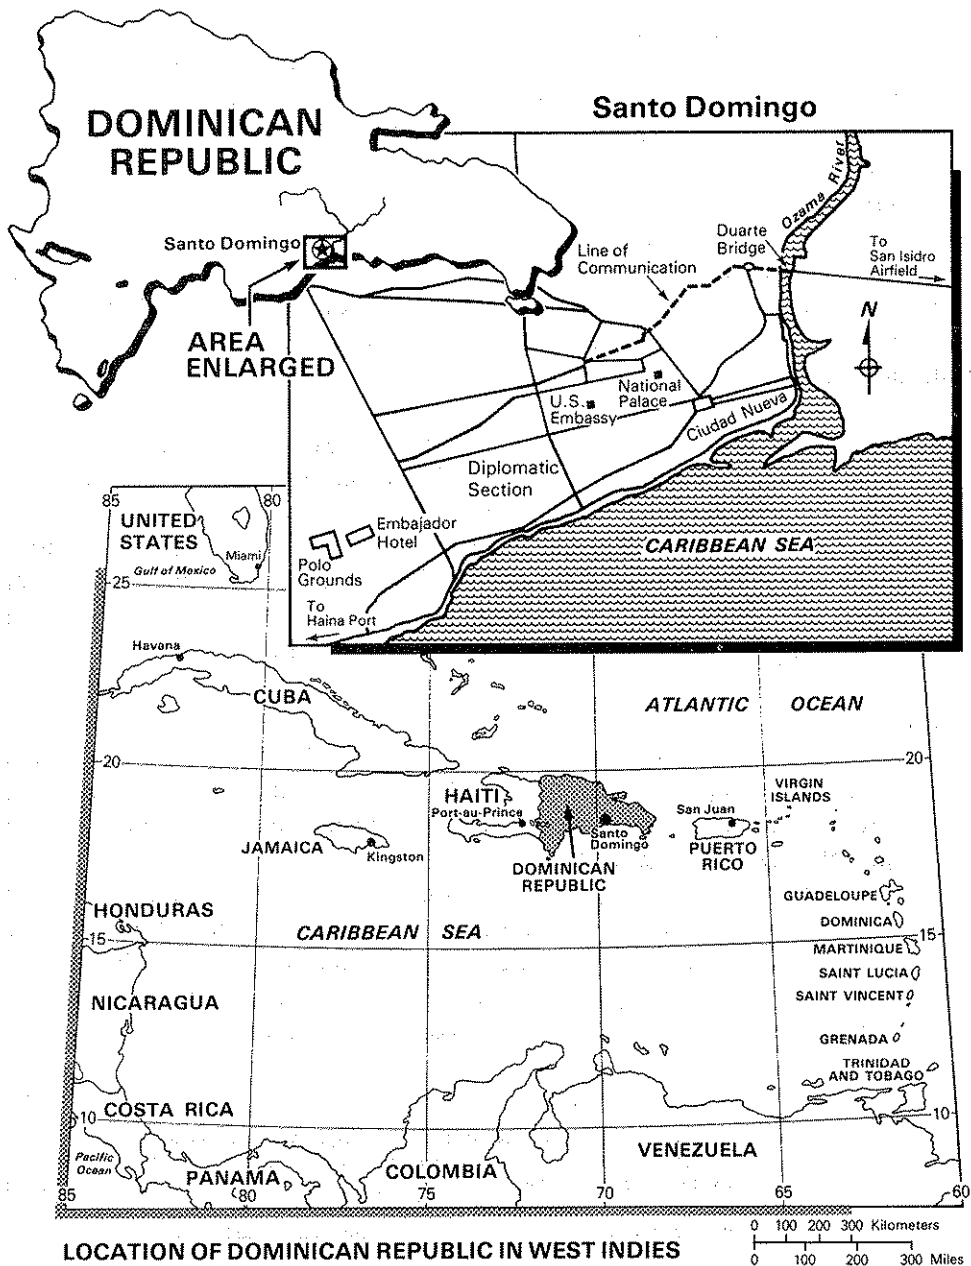 DOMINICAN
REPUBLIC
Santo Domingo
Santo Domingo
AREA
ENLARGED
Line of
Communication
Duarte
Bridge
Ozama River
To
San Isidro
Airfield
N
National
Palace
U.S.
Embassy
Ciudad Nueva
Diplomatic
Section
Embajador
Hotel
Polo
Grounds
To
Haina Port
CARIBBEAN SEA
85
80
UNITED
STATES
Miami
Gulf of Mexico
25
Havana
CUBA
ATLANTIC OCEAN
20
20
HAITI
Port-au-Prince
JAMAICA
Kingston
Santo
Domingo
DOMINICAN
REPUBLIC
San Juan
PUERTO
RICO
VIRGIN
ISLANDS
GUADELOUPE
DOMINICA
HONDURAS
15
CARIBBEAN SEA
15
MARTINIQUE
SAINT LUCIA
SAINT VINCENT
NICARAGUA
GRENADA
TRINIDAD
AND TOBAGO
COSTA RICA
10
10
Pacific
Ocean
PANAMA
COLOMBIA
VENEZUELA
85
80
75
70
65
60
LOCATION OF DOMINICAN REPUBLIC IN WEST INDIES
0 100 200 300 Kilometers
0 100 200 300 Miles